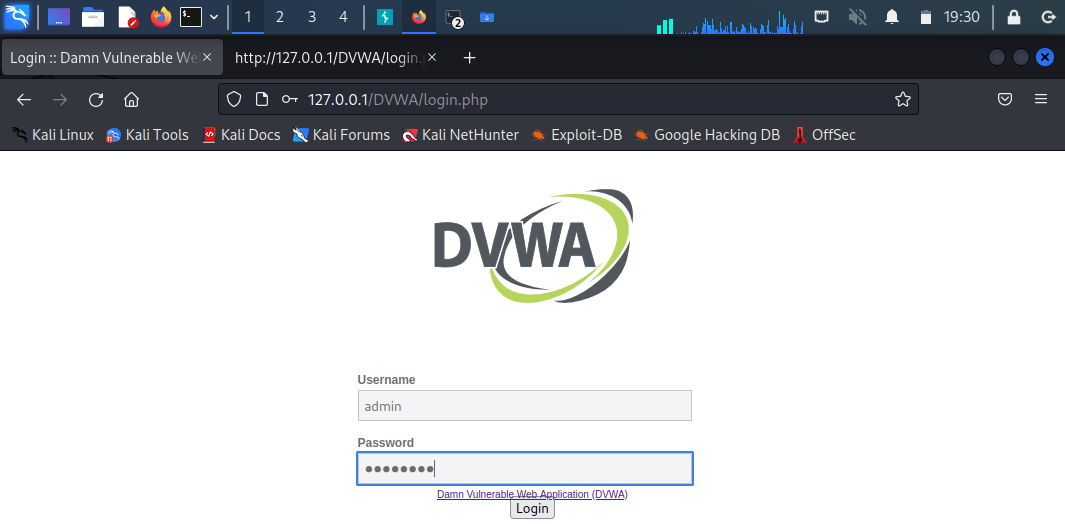 1 2 3 4 2 19:30
Login :: Damn Vulnerable We × http://127.0.0.1/DVWA/login. × +
127.0.0.1/DVWA/login.php
Kali Linux Kali Tools Kali Docs Kali Forums Kali NetHunter Exploit-DB Google Hacking DB OffSec
DVWA
Username
admin
Password
••••••••
Damn Vulnerable Web Application (DVWA)
Login